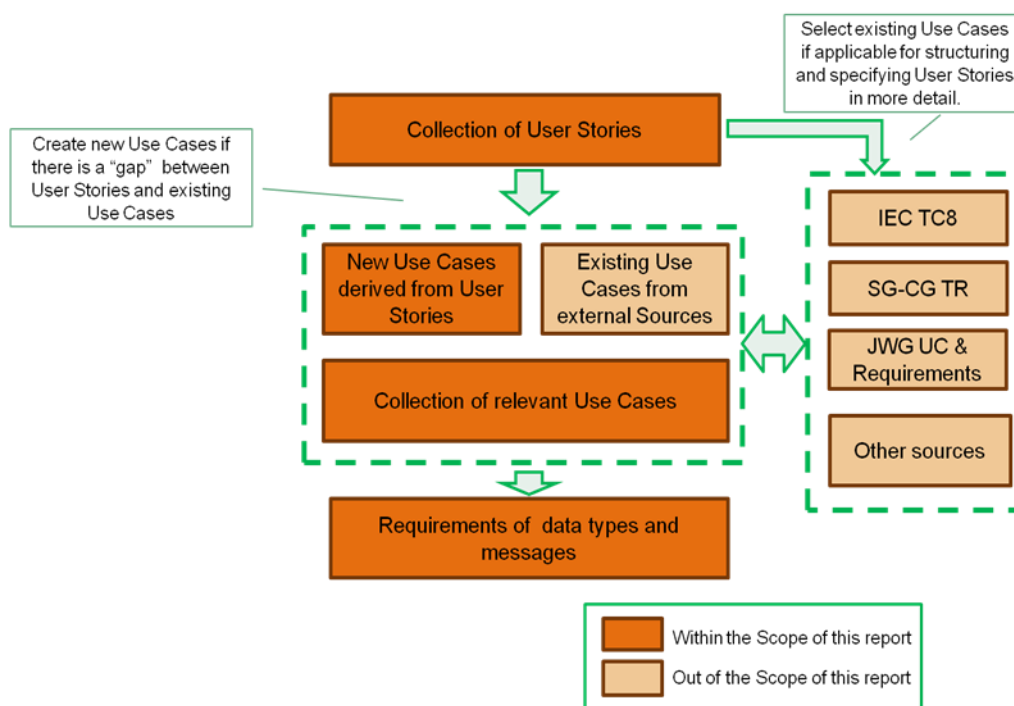 Select existing Use Cases
if applicable for structuring
and specifying User Stories
in more detail.
Collection of User Stories
Create new Use Cases if
there is a “gap” between
User Stories and existing
Use Cases
IEC TC8
New Use Cases
derived from User
Stories
Existing Use
Cases from
external Sources
SG-CG TR
JWG UC &
Requirements
Collection of relevant Use Cases
Other sources
Requirements of data types and
messages
Within the Scope of this report
Out of the Scope of this report